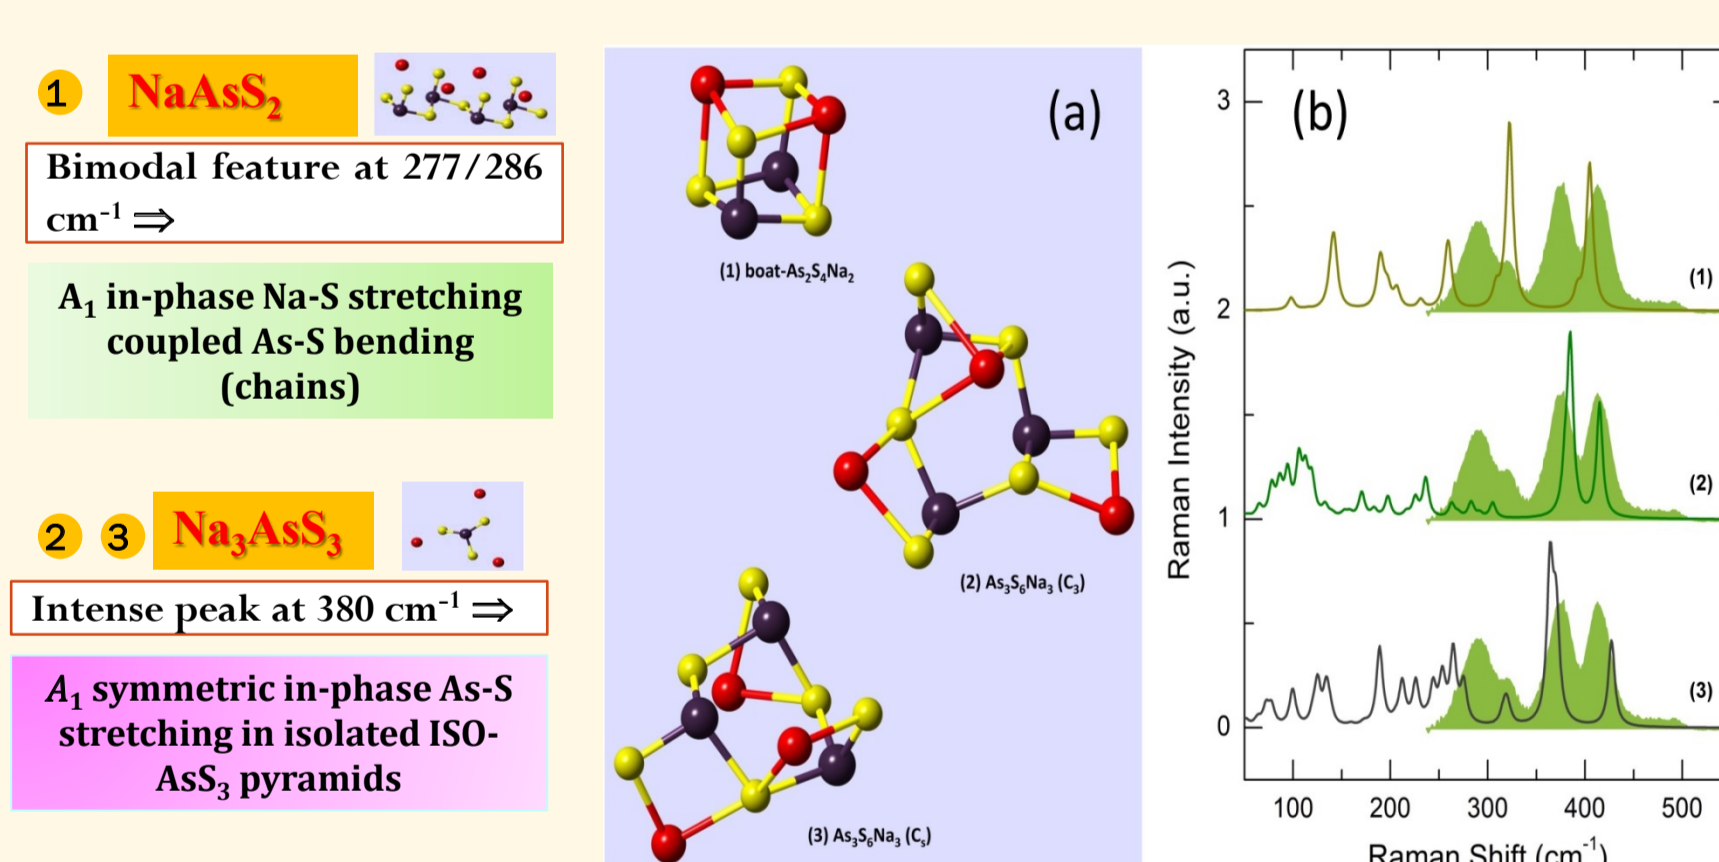 1 NaAsS₂
Bimodal feature at 277/286
cm⁻¹ ⇒
A₁ in-phase Na-S stretching
coupled As-S bending
(chains)
2 3 Na₃AsS₃
Intense peak at 380 cm⁻¹ ⇒
A₁ symmetric in-phase As-S
stretching in isolated ISO-
AsS₃ pyramids
(a)
(1) boat-As₂S₄Na₂
(2) As₃S₆Na₃ (C₃)
(3) As₃S₆Na₃ (Cₛ)
(b)
Raman Intensity (a.u.)
3
2
1
0
(1)
(2)
(3)
100 200 300 400 500
Raman Shift (cm⁻¹)